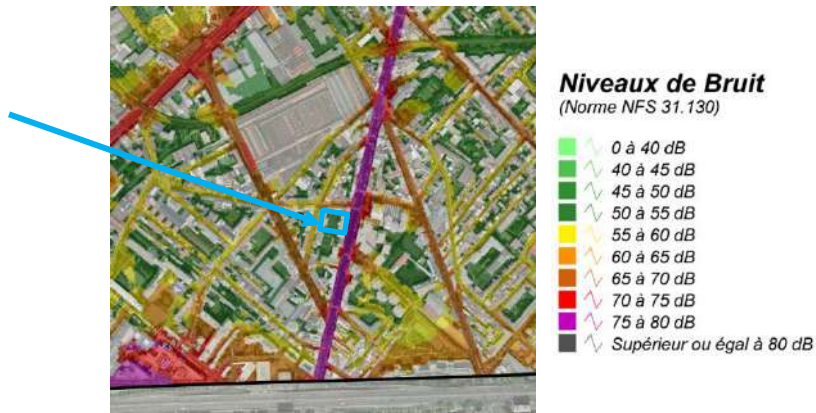 Niveaux de Bruit
(Norme NFS 31.130)
0 à 40 dB
40 à 45 dB
45 à 50 dB
50 à 55 dB
55 à 60 dB
60 à 65 dB
65 à 70 dB
70 à 75 dB
75 à 80 dB
Supérieur ou égal à 80 dB